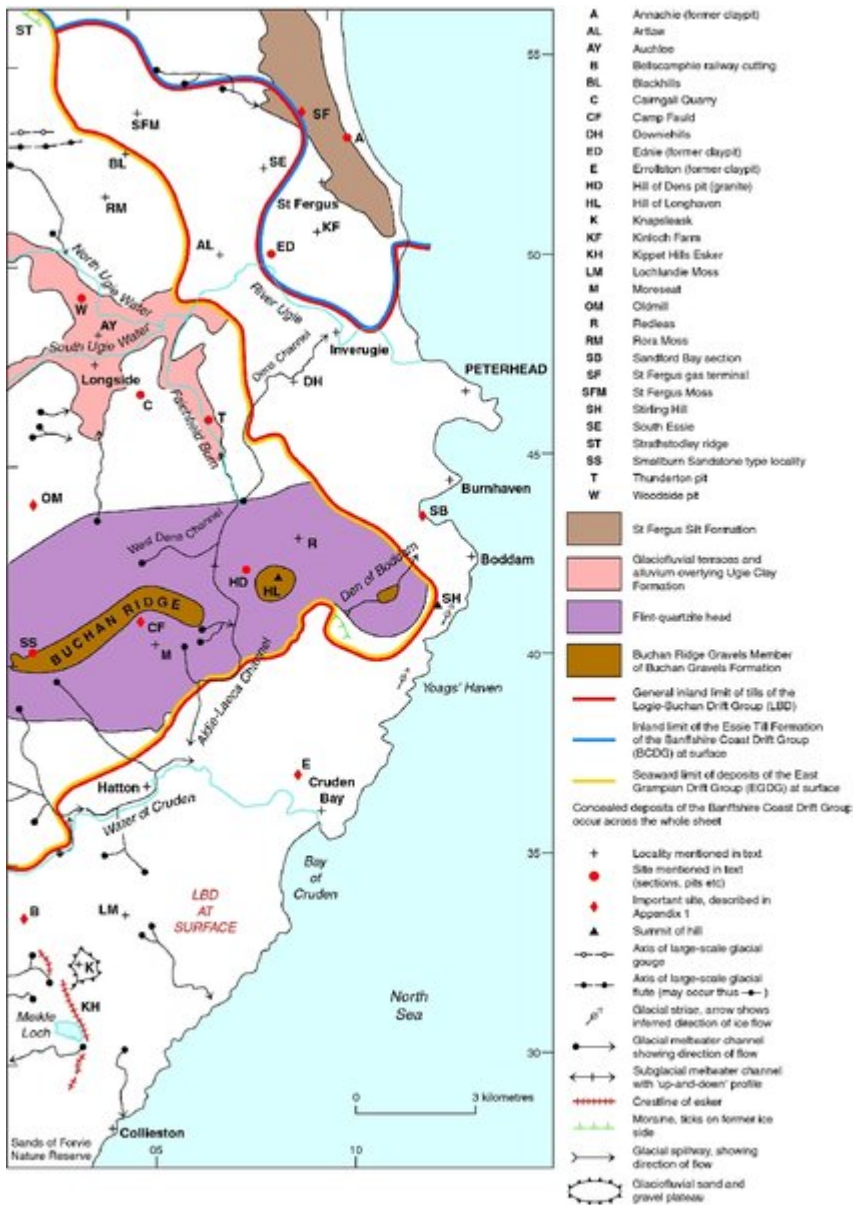 ST
SFM
SF
A
BL
SE
St Fergus
RM
KF
AL
ED
North Ugie Water
River Ugie
W
AY
South Ugie Water
Inverugie
Longside
Dens Channel
DH
PETERHEAD
C
Faichfield Burn
T
OM
Burnhaven
SB
West Dens Channel
R
Den of Boddam
Boddam
HD
HL
SH
BUCHAN RIDGE
CF
SS
M
Yoags' Haven
Aldie-Laeca Channel
E
Hatton
Cruden
Bay
Water of Cruden
Bay
of
Cruden
B
LM
LBD
AT
SURFACE
K
KH
Meikle
Loch
North
Sea
0
3 kilometres
Collieston
Sands of Forvie
Nature Reserve
05
10
55
50
45
40
35
30
A Annachie (former claypit)
AL Artlaw
AY Auchlee
B Bellscamphie railway cutting
BL Blackhills
C Cairngall Quarry
CF Camp Fauld
DH Downiehills
ED Ednie (former claypit)
E Errollston (former claypit)
HD Hill of Dens pit (granite)
HL Hill of Longhaven
K Knapsleask
KF Kinloch Farm
KH Kippet Hills Esker
LM Lochlundie Moss
M Moreseat
OM Oldmill
R Redleas
RM Rora Moss
SB Sandford Bay section
SF St Fergus gas terminal
SFM St Fergus Moss
SH Stirling Hill
SE South Essie
ST Strathstodley ridge
SS Smallburn Sandstone type locality
T Thunderton pit
W Woodside pit
St Fergus Silt Formation
Glaciofluvial terraces and
alluvium overlying Ugie Clay
Formation
Flint-quartzite head
Buchan Ridge Gravels Member
of Buchan Gravels Formation
General inland limit of tills of the
Logie-Buchan Drift Group (LBD)
Inland limit of the Essie Till Formation
of the Banffshire Coast Drift Group
(BCDG) at surface
Seaward limit of deposits of the East
Grampian Drift Group (EGDG) at surface
Concealed deposits of the Banffshire Coast Drift Group
occur across the whole sheet
Locality mentioned in text
Site mentioned in text
(sections, pits etc)
Important site, described in
Appendix 1
Summit of hill
Axis of large-scale glacial
gouge
Axis of large-scale glacial
flute (may occur thus )
Glacial striae, arrow shows
inferred direction of ice flow
Glacial meltwater channel
showing direction of flow
Subglacial meltwater channel
with 'up-and-down' profile
Crestline of esker
Moraine, ticks on former ice
side
Glacial spillway, showing
direction of flow
Glaciofluvial sand and
gravel plateau